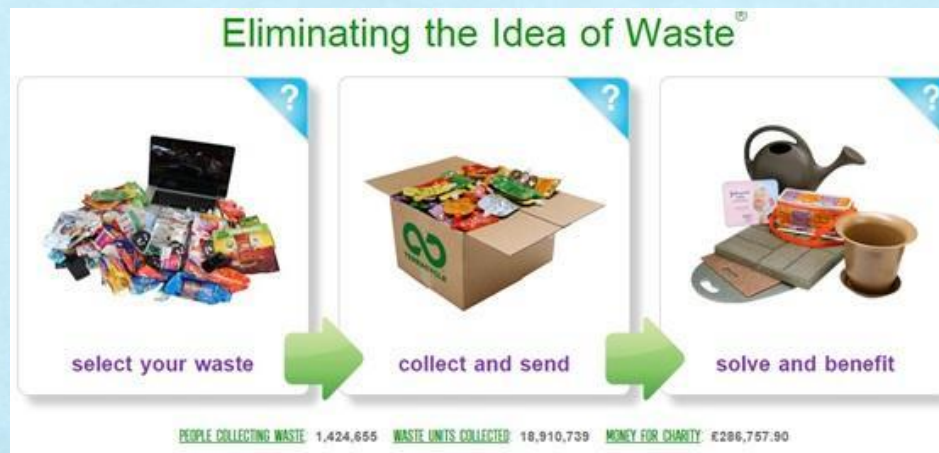 Eliminating the Idea of Waste®
?
?
?
TERRACYCLE
select your waste
collect and send
solve and benefit
PEOPLE COLLECTING WASTE: 1,424,655 WASTE UNITS COLLECTED: 18,910,739 MONEY FOR CHARITY: £286,757.90